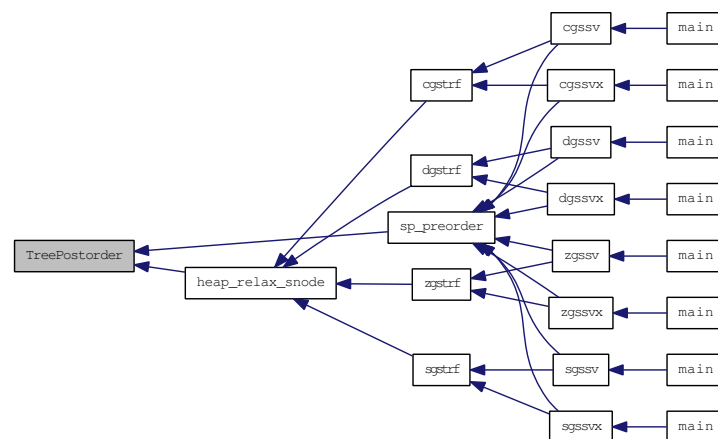 cgssv
main
cgstrf
cgssvx
main
dgssv
main
dgstrf
dgssvx
main
sp_preorder
TreePostorder
zgssv
main
heap_relax_snode
zgstrf
zgssvx
main
sgstrf
sgssv
main
sgssvx
main